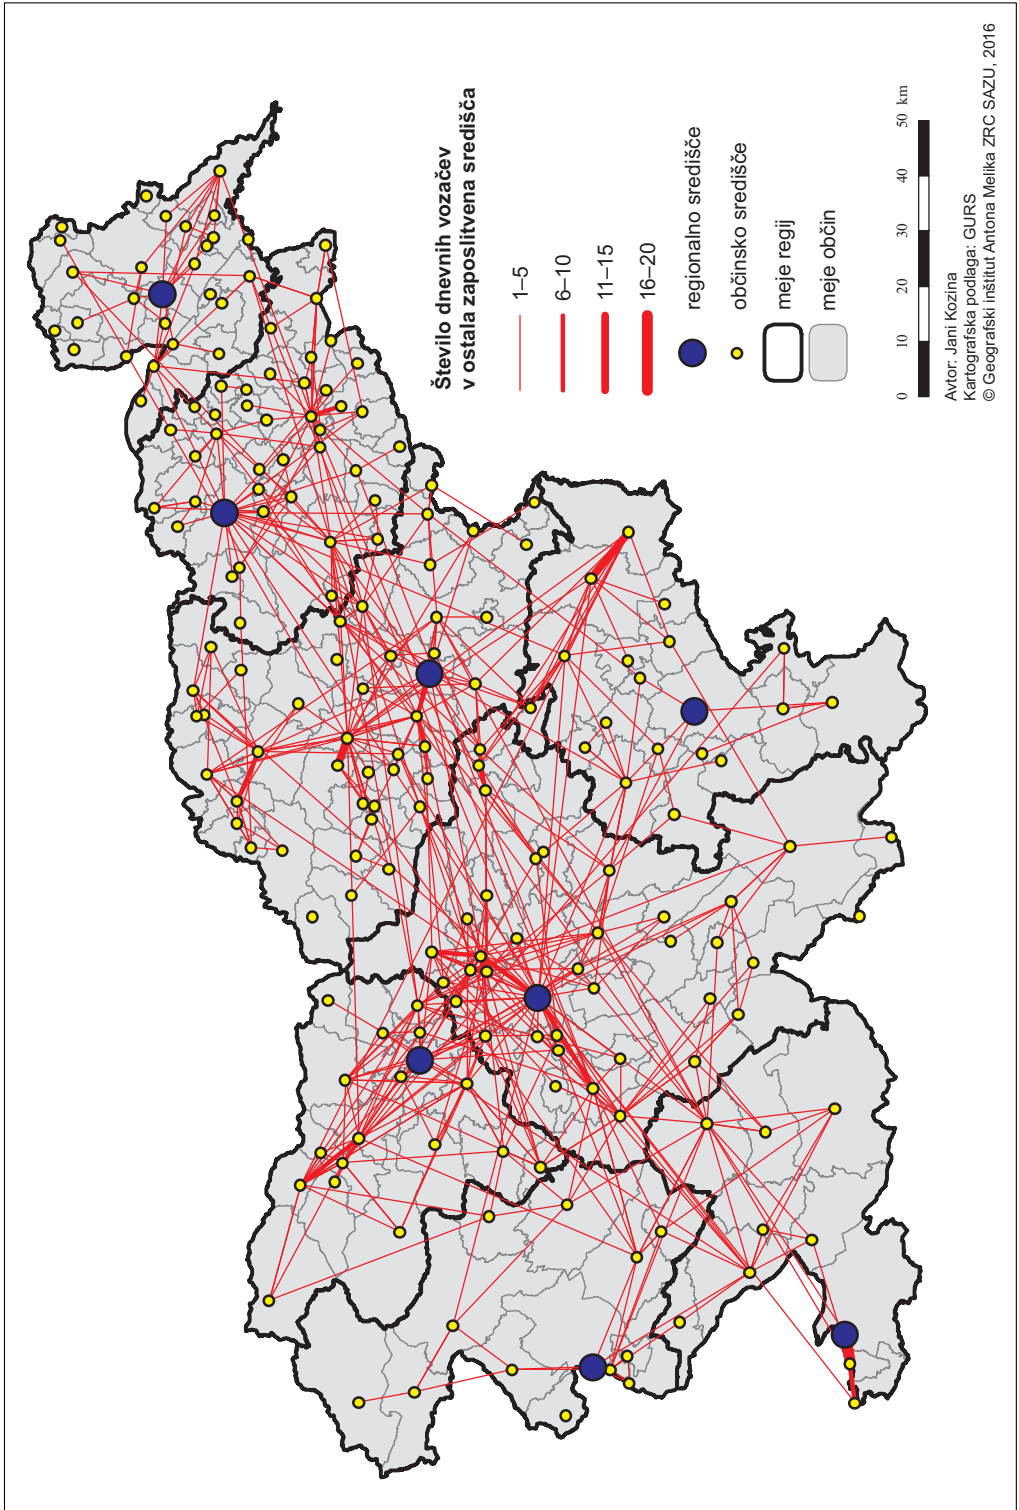 Število dnevnih vozačev
v ostala zaposlitvena središča
1–5
6–10
11–15
16–20
regionalno središče
občinsko središče
meje regij
meje občin
0 10 20 30 40 50 km
Avtor: Jani Kozina
Kartografska podlaga: GURS
© Geografski inštitut Antona Melika ZRC SAZU, 2016